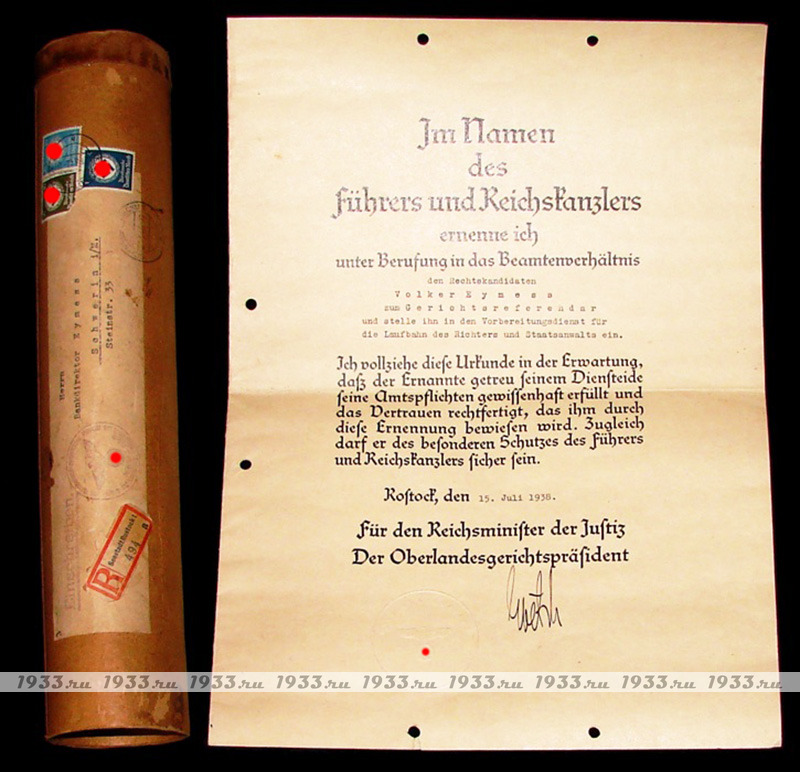 Im Namen
des
Führers und Reichskanzlers
ernenne ich
unter Berufung in das Beamtenverhältnis
den Rechtskandidaten
Volker Eymess
zum Gerichtsreferendar
und stelle ihn in den Vorbereitungsdienst für
die Laufbahn des Richters und Staatsanwalts ein.
Ich vollziehe diese Urkunde in der Erwartung,
daß der Ernannte getreu seinem Diensteide
seine Amtspflichten gewissenhaft erfüllt und
das Vertrauen rechtfertigt, das ihm durch
diese Ernennung bewiesen wird. Zugleich
darf er des besonderen Schutzes des Führers
und Reichskanzlers sicher sein.
Rostock, den 15. Juli 1938.
Für den Reichsminister der Justiz
Der Oberlandesgerichtspräsident
Herrn
Bankdirektor Eymess
Schwerin i/M.
Steinstr. 33
Einschreiben
R
494
1933.ru 1933.ru 1933.ru 1933.ru 1933.ru 1933.ru 1933.ru 1933.ru 1933.ru